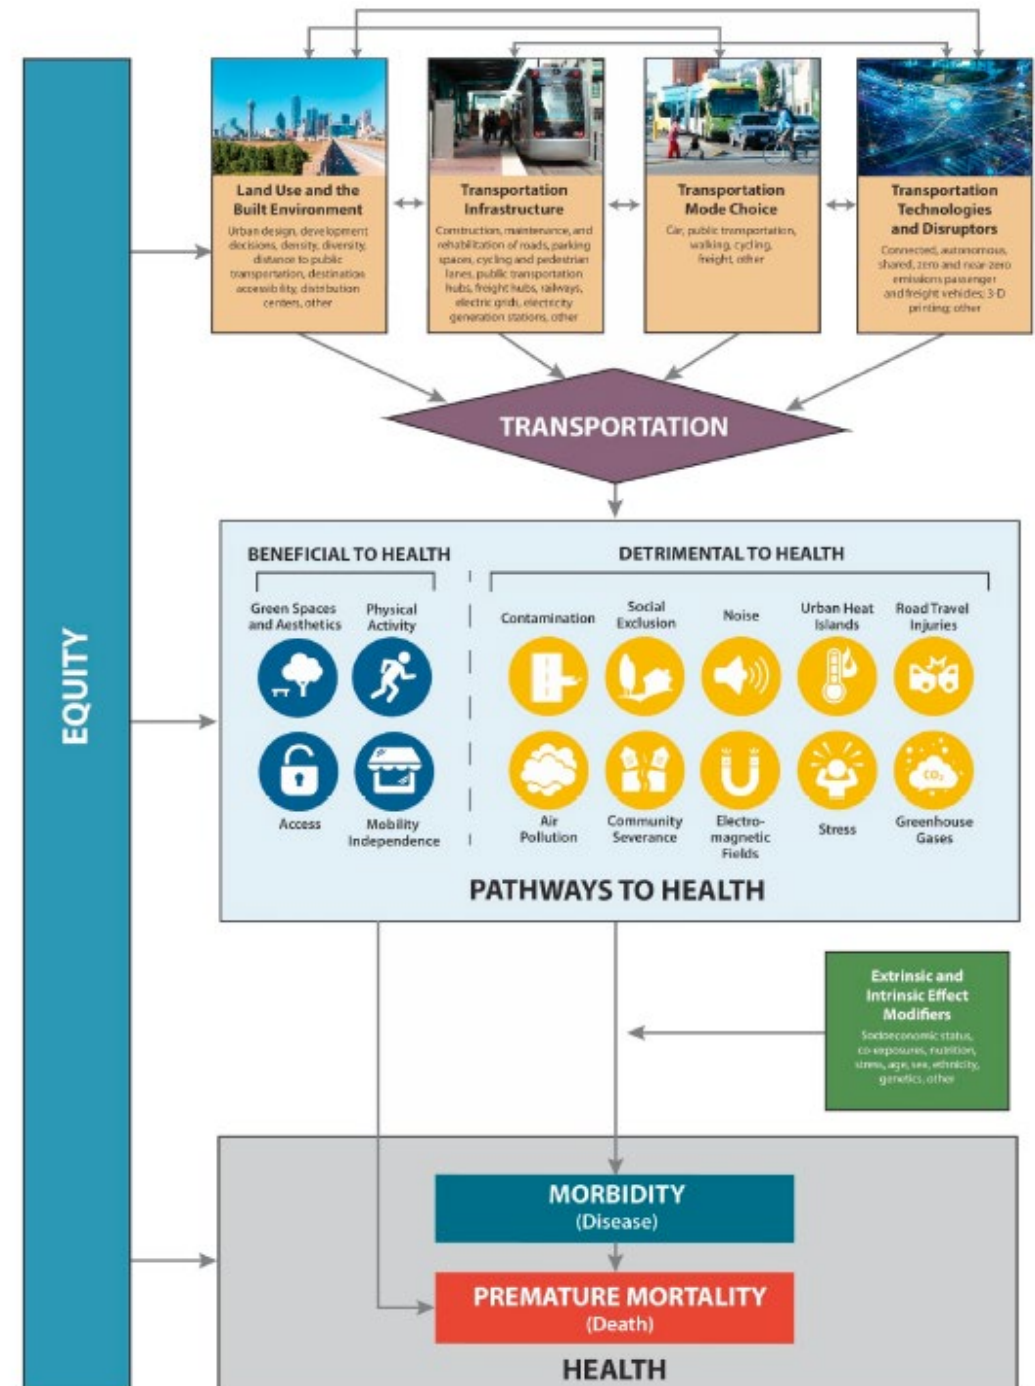 EQUITY
Land Use and the
Built Environment
Urban design, development
decisions, density, diversity,
distance to public
transportation, destination
accessibility, distribution
centers, other
Transportation
Infrastructure
Construction, maintenance, and
rehabilitation of roads, parking
spaces, cycling and pedestrian
lanes, public transportation
hubs, freight hubs, railways,
electric grids, electricity
generation stations, other
Transportation
Mode Choice
Car, public transportation,
walking, cycling,
freight, other
Transportation
Technologies
and Disruptors
Connected, autonomous,
shared, zero and near-zero
emissions passenger
and freight vehicles; 3-D
printing; other
TRANSPORTATION
BENEFICIAL TO HEALTH
Green Spaces
and Aesthetics
Physical
Activity
Access
Mobility
Independence
DETRIMENTAL TO HEALTH
Contamination
Social
Exclusion
Noise
Urban Heat
Islands
Road Travel
Injuries
Air
Pollution
Community
Severance
Electro-
magnetic
Fields
Stress
CO₂
Greenhouse
Gases
PATHWAYS TO HEALTH
Extrinsic and
Intrinsic Effect
Modifiers
Socioeconomic status,
co-exposures, nutrition,
stress, age, sex, ethnicity,
genetics, other
MORBIDITY
(Disease)
PREMATURE MORTALITY
(Death)
HEALTH